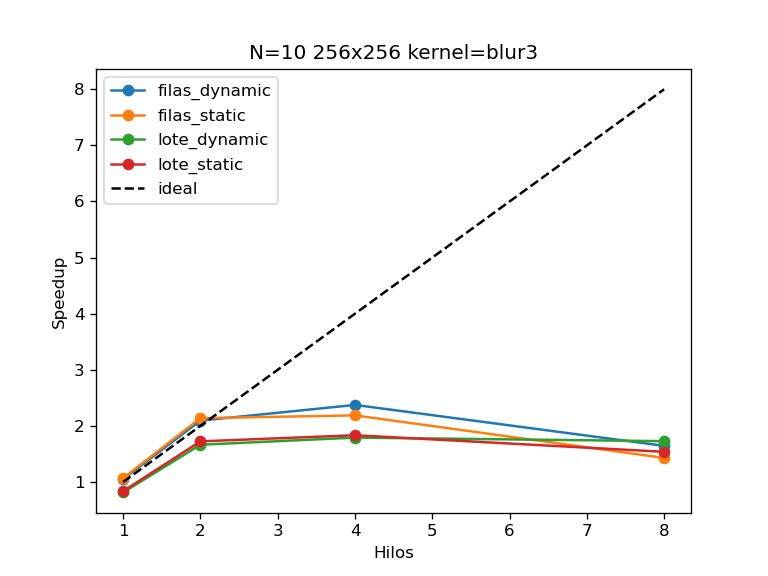 N=10 256x256 kernel=blur3
filas_dynamic
filas_static
lote_dynamic
lote_static
ideal
Speedup
8
7
6
5
4
3
2
1
1 2 3 4 5 6 7 8
Hilos